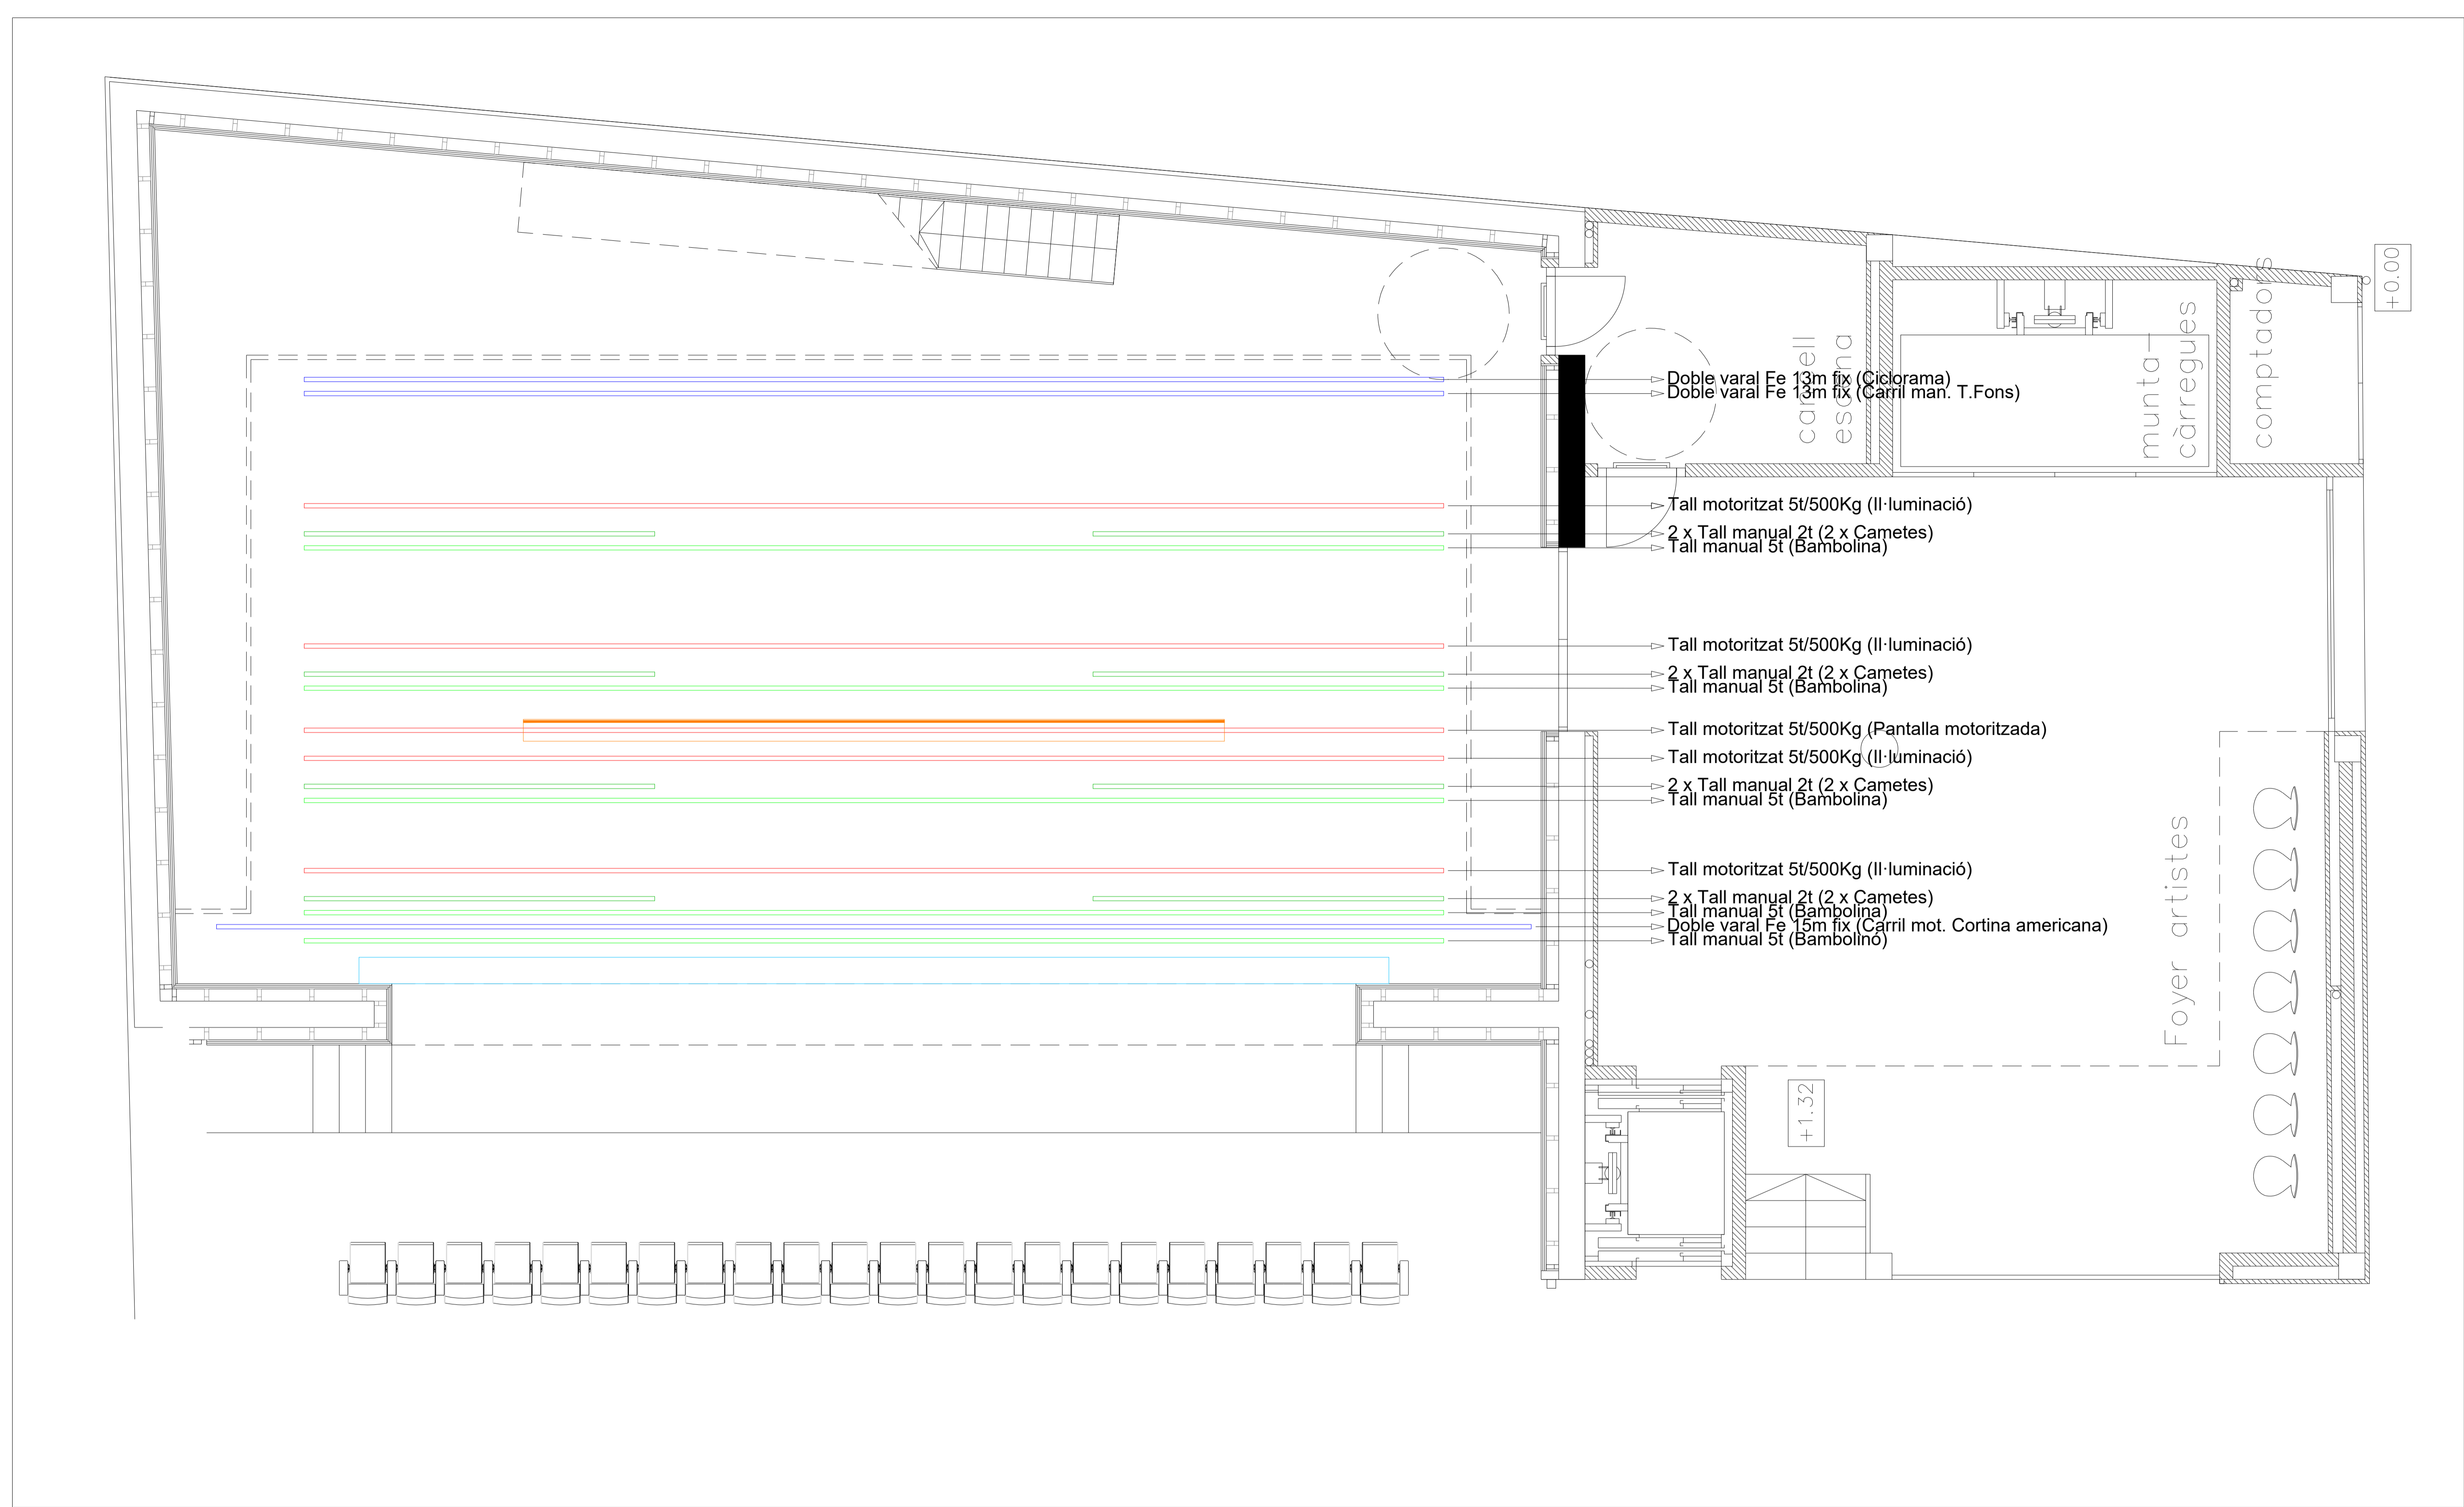 Doble varal Fe 13m fix (Ciclorama)
Doble varal Fe 13m fix (Carril man. T.Fons)
Tall motoritzat 5t/500Kg (Il·luminació)
2 x Tall manual 2t (2 x Cametes)
Tall manual 5t (Bambolina)
Tall motoritzat 5t/500Kg (Il·luminació)
2 x Tall manual 2t (2 x Cametes)
Tall manual 5t (Bambolina)
Tall motoritzat 5t/500Kg (Pantalla motoritzada)
Tall motoritzat 5t/500Kg (Il·luminació)
2 x Tall manual 2t (2 x Cametes)
Tall manual 5t (Bambolina)
Tall motoritzat 5t/500Kg (Il·luminació)
2 x Tall manual 2t (2 x Cametes)
Tall manual 5t (Bambolina)
Doble varal Fe 15m fix (Carril mot. Cortina americana)
Tall manual 5t (Bambolinó)
escena
munta-
càrregues
comptadors
+0.00
Foyer artistes
+1.32